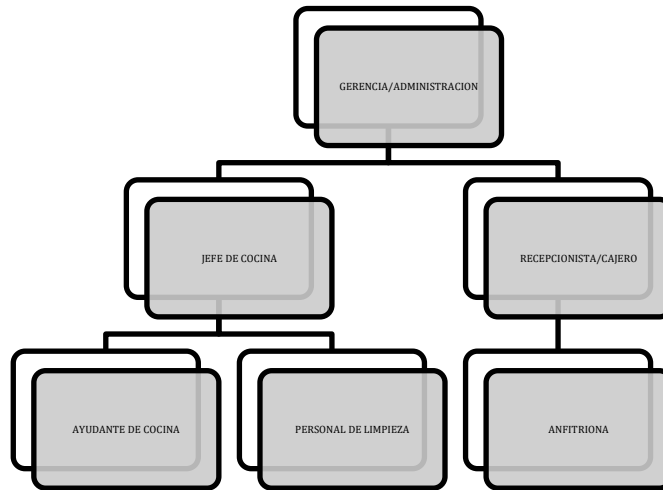 GERENCIA/ADMINISTRACION
JEFE DE COCINA
RECEPCIONISTA/CAJERO
AYUDANTE DE COCINA
PERSONAL DE LIMPIEZA
ANFITRIONA